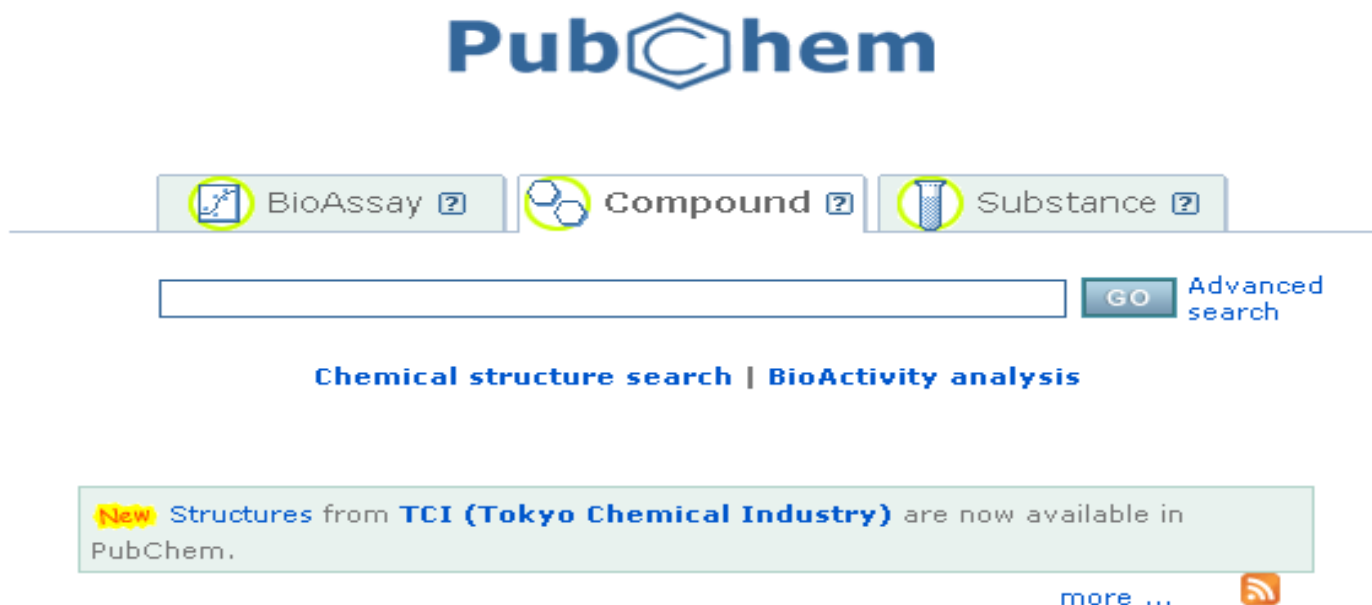 PubChem
BioAssay ? Compound ? Substance ?
GO Advanced
search
Chemical structure search | BioActivity analysis
New Structures from TCI (Tokyo Chemical Industry) are now available in
PubChem.
more ...